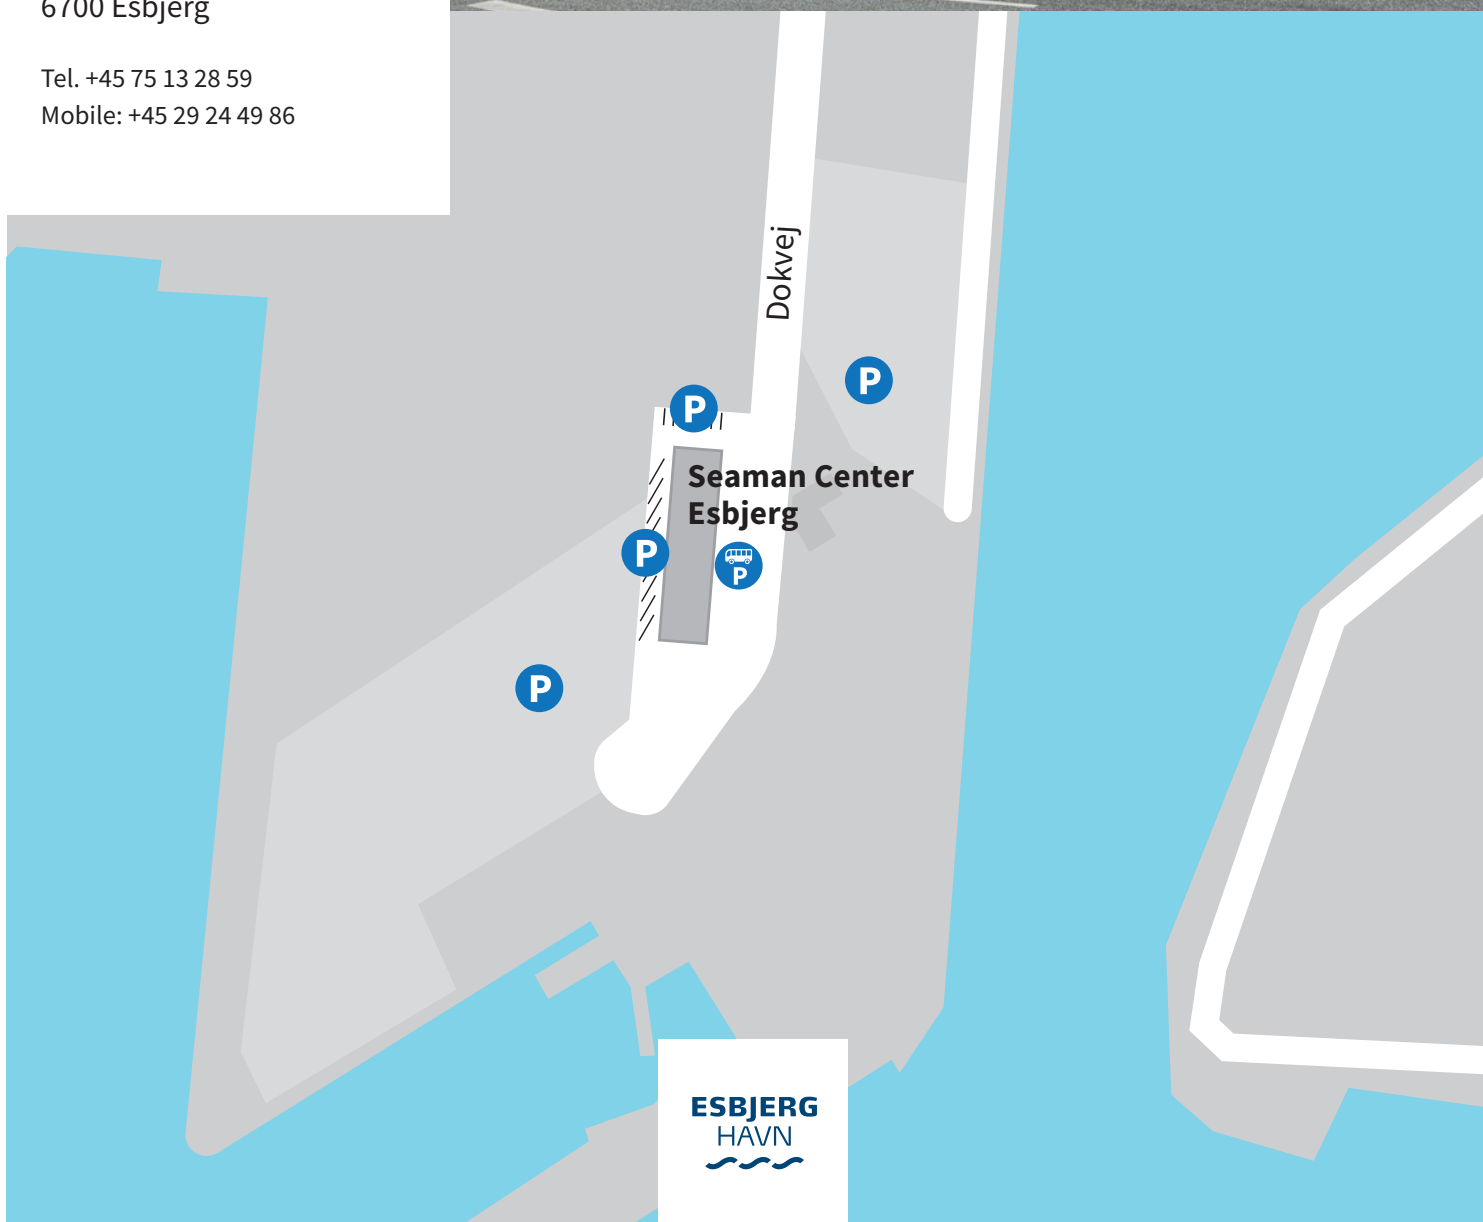 6700 Esbjerg
Tel. +45 75 13 28 59
Mobile: +45 29 24 49 86
Dokvej
P
P
Seaman Center
Esbjerg
P
P
P
ESBJERG
HAVN